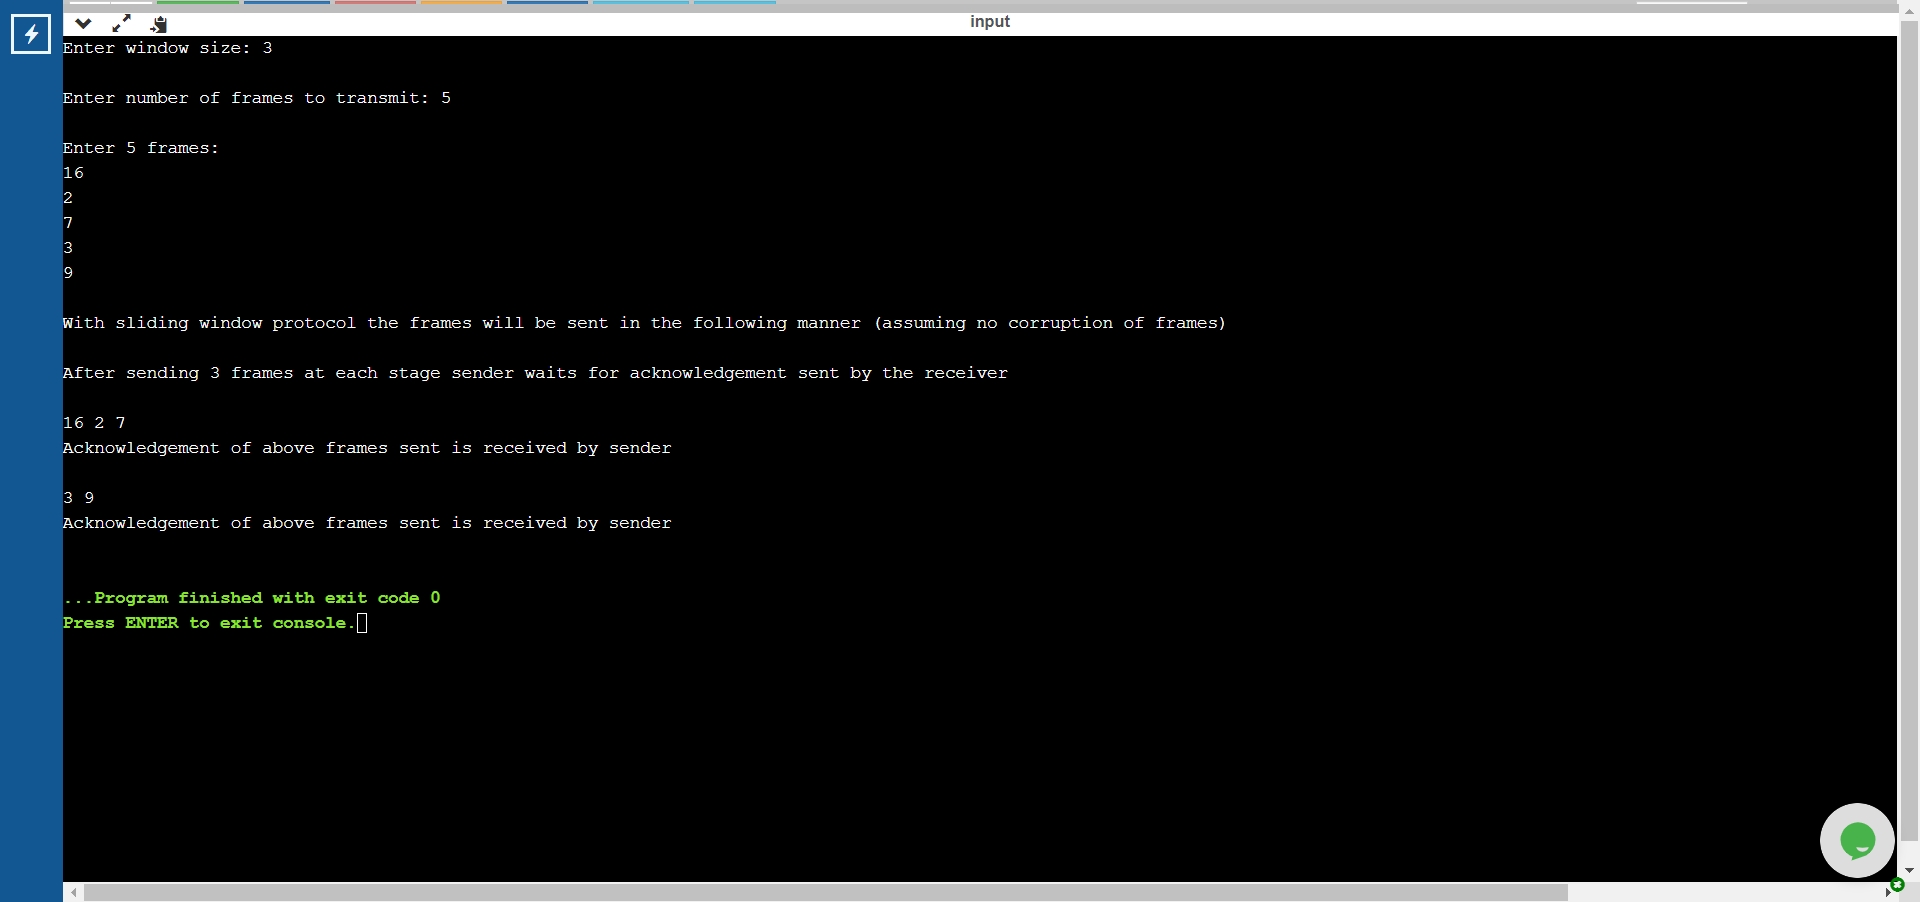 input
Enter window size: 3
Enter number of frames to transmit: 5
Enter 5 frames:
16
2
7
3
9
With sliding window protocol the frames will be sent in the following manner (assuming no corruption of frames)
After sending 3 frames at each stage sender waits for acknowledgement sent by the receiver
16 2 7
Acknowledgement of above frames sent is received by sender
3 9
Acknowledgement of above frames sent is received by sender
...Program finished with exit code 0
Press ENTER to exit console.